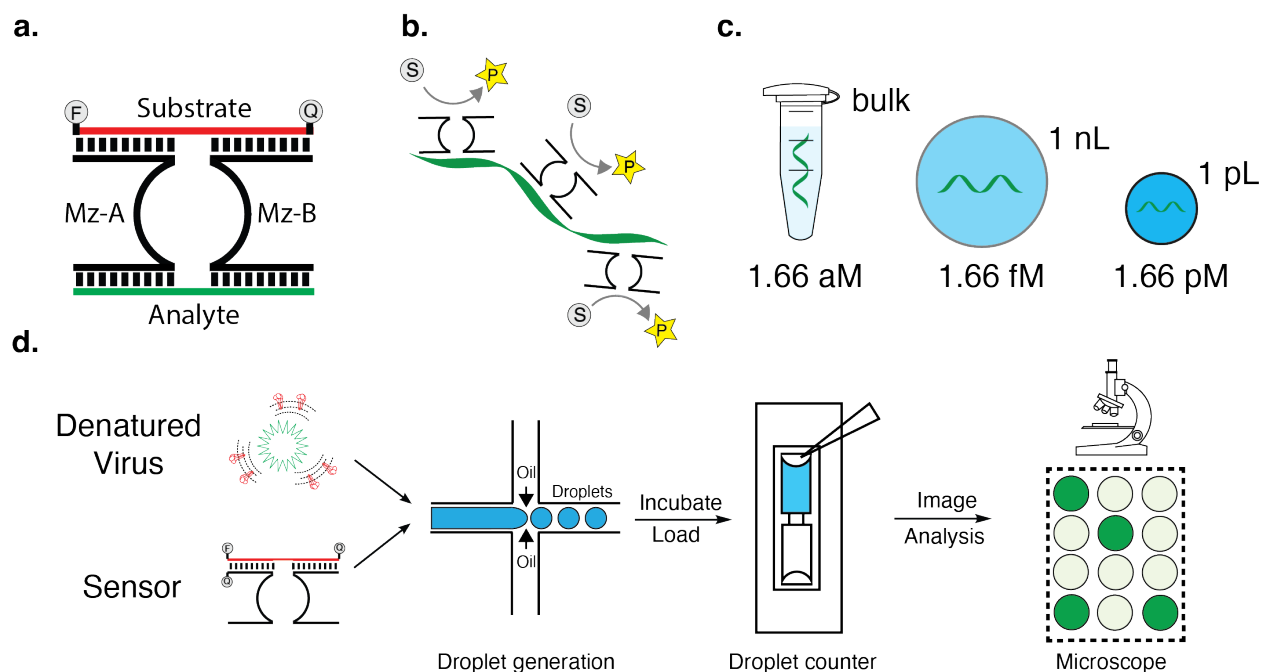 a.
F
Substrate
Q
Mz-A
Mz-B
Analyte
b.
S
P
S
P
S
P
c.
bulk
1 nL
1 pL
1.66 aM
1.66 fM
1.66 pM
d.
Denatured
Virus
Sensor
F
Q
Q
Oil
Droplets
Oil
Droplet generation
Incubate
Load
Droplet counter
Image
Analysis
Microscope